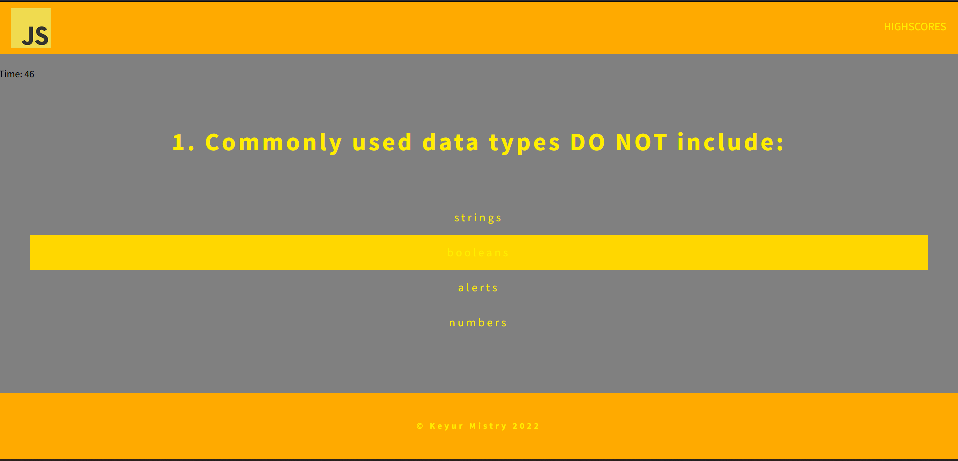 JS
HIGHSCORES
Time: 46
1. Commonly used data types DO NOT include:
strings
booleans
alerts
numbers
© Keyur Mistry 2022